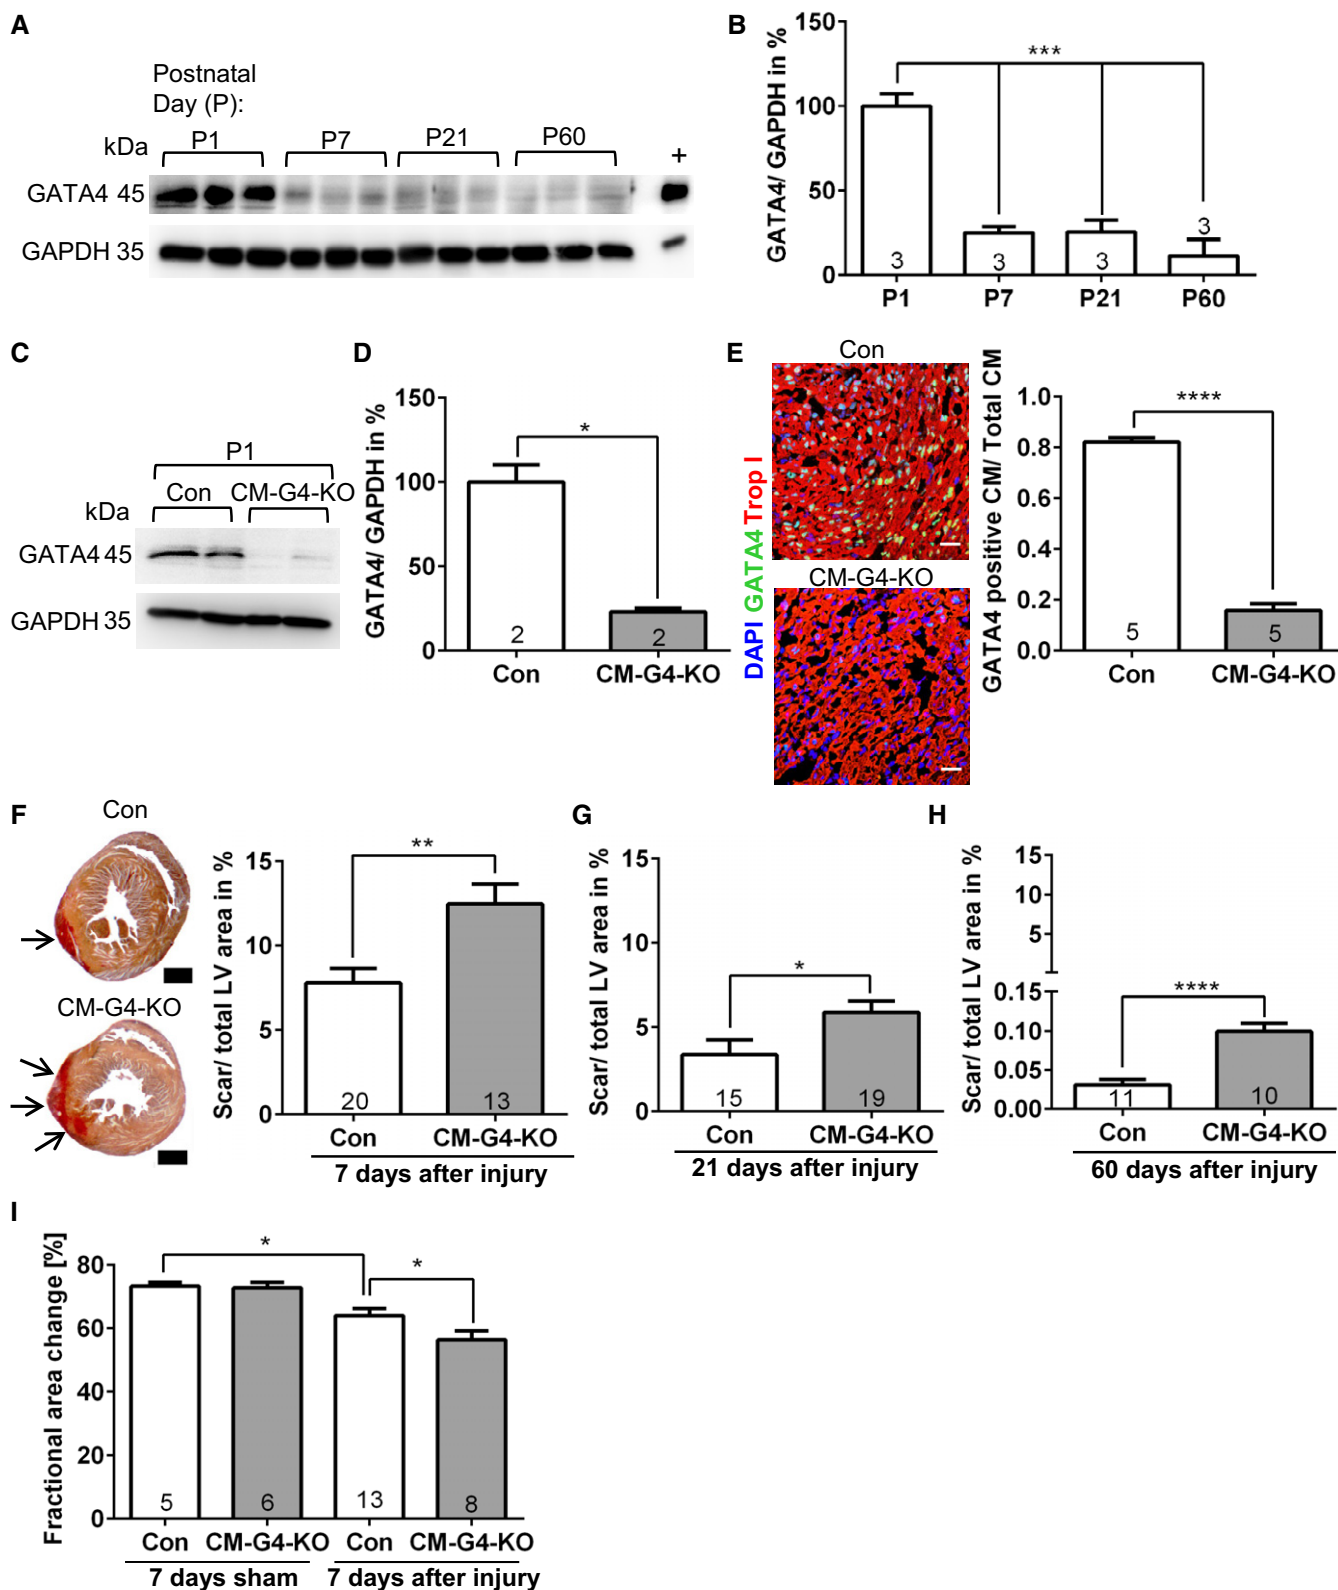 A
Postnatal
Day (P):
kDa
P1 P7 P21 P60 +
GATA4 45
GAPDH 35
B
GATA4/ GAPDH in %
150
100
50
0
***
3 3 3 3
P1 P7 P21 P60
C
P1
Con CM-G4-KO
kDa
GATA4 45
GAPDH 35
D
GATA4/ GAPDH in %
150
100
50
0
*
2 2
Con CM-G4-KO
E
Con
CM-G4-KO
DAPI GATA4 Trop I
GATA4 positive CM/ Total CM
1.0
0.8
0.6
0.4
0.2
0.0
****
5 5
Con CM-G4-KO
F
Con
CM-G4-KO
Scar/ total LV area in %
15
10
5
0
**
20 13
Con CM-G4-KO
7 days after injury
G
Scar/ total LV area in %
15
10
5
0
*
15 19
Con CM-G4-KO
21 days after injury
H
Scar/ total LV area in %
15
10
5
0.15
0.10
0.05
0.00
****
11 10
Con CM-G4-KO
60 days after injury
I
Fractional area change [%]
80
60
40
20
0
* *
5 6 13 8
Con CM-G4-KO Con CM-G4-KO
7 days sham 7 days after injury